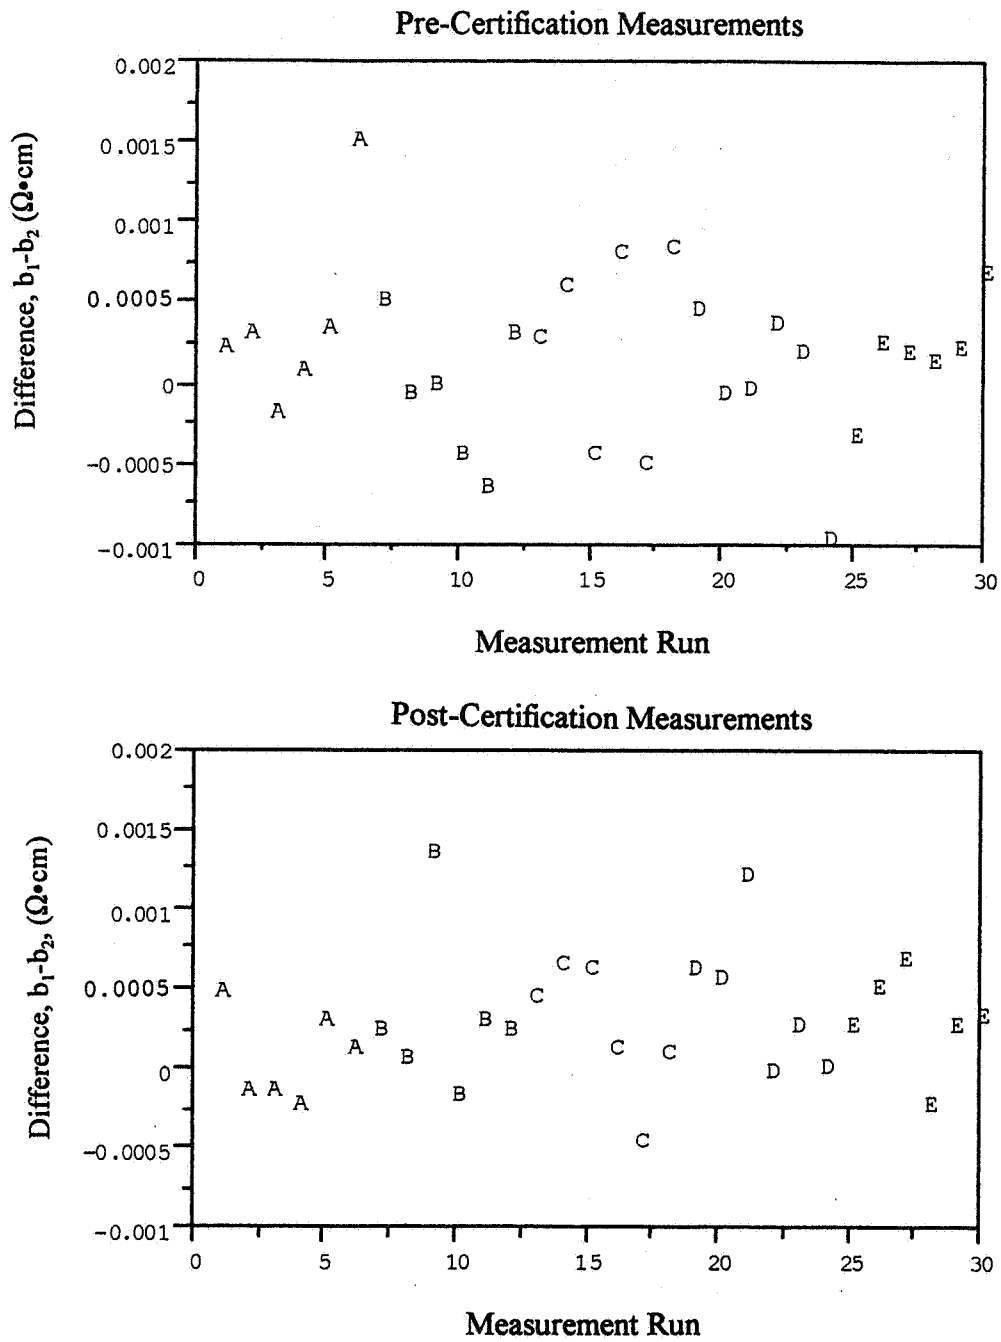 Pre-Certification Measurements
0.002
0.0015
0.001
0.0005
0
-0.0005
-0.001
Difference, b₁-b₂ (Ω•cm)
A A A A A A
B B B B B B
C C C C C C
D D D D D D
E E E E E E
0 5 10 15 20 25 30
Measurement Run
Post-Certification Measurements
0.002
0.0015
0.001
0.0005
0
-0.0005
-0.001
Difference, b₁-b₂, (Ω•cm)
A A A A A A
B B B B B B
C C C C C C
D D D D D D
E E E E E E
0 5 10 15 20 25 30
Measurement Run